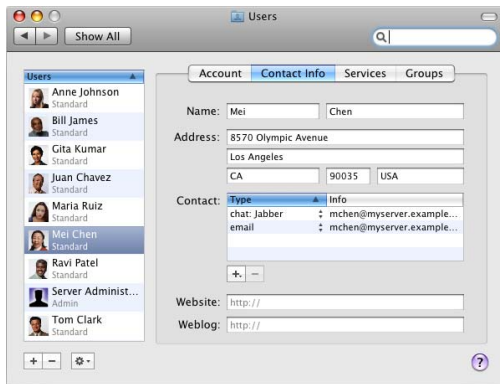 Users
Show All
Users
Anne Johnson
Standard
Bill James
Standard
Gita Kumar
Standard
Juan Chavez
Standard
Maria Ruiz
Standard
Mei Chen
Standard
Ravi Patel
Standard
Server Administ...
Admin
Tom Clark
Standard
Account Contact Info Services Groups
Name: Mei Chen
Address: 8570 Olympic Avenue
Los Angeles
CA 90035 USA
Contact: Type Info
chat: Jabber mchen@myserver.example...
email mchen@myserver.example...
+ −
Website: http://
Weblog: http://
+ −
?